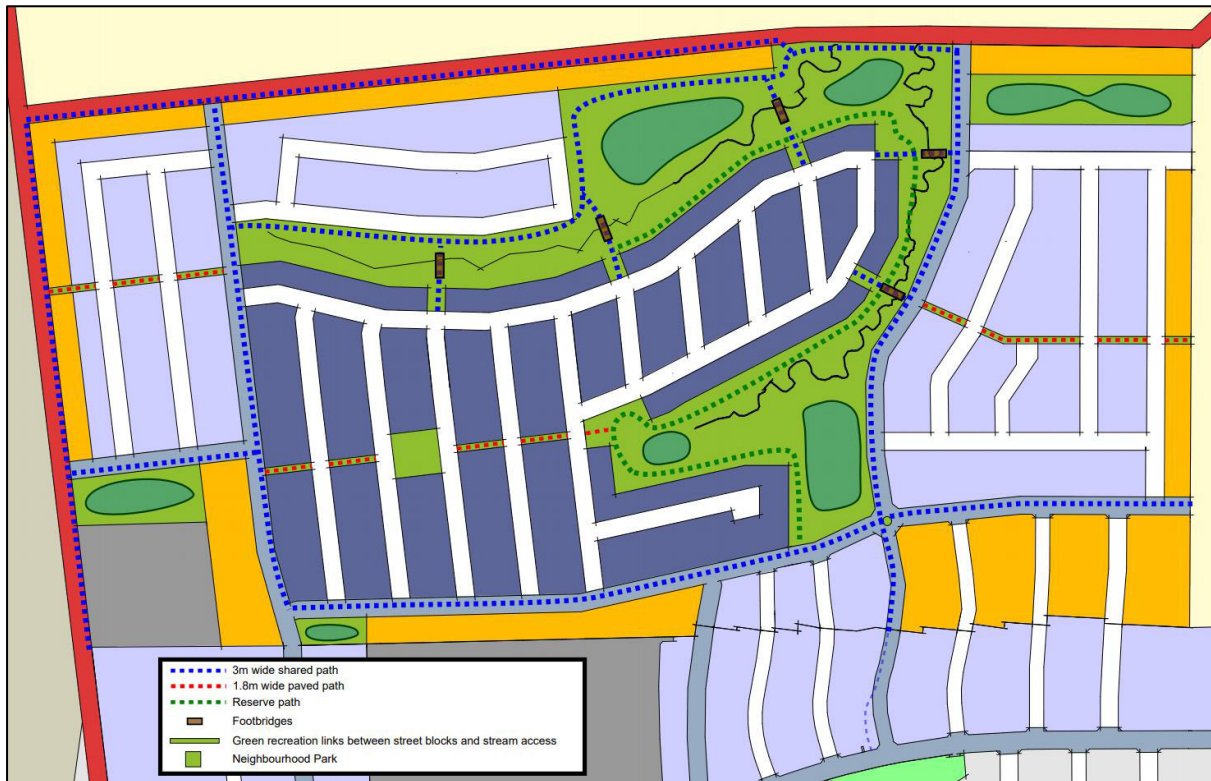 3m wide shared path
1.8m wide paved path
Reserve path
Footbridges
Green recreation links between street blocks and stream access
Neighbourhood Park